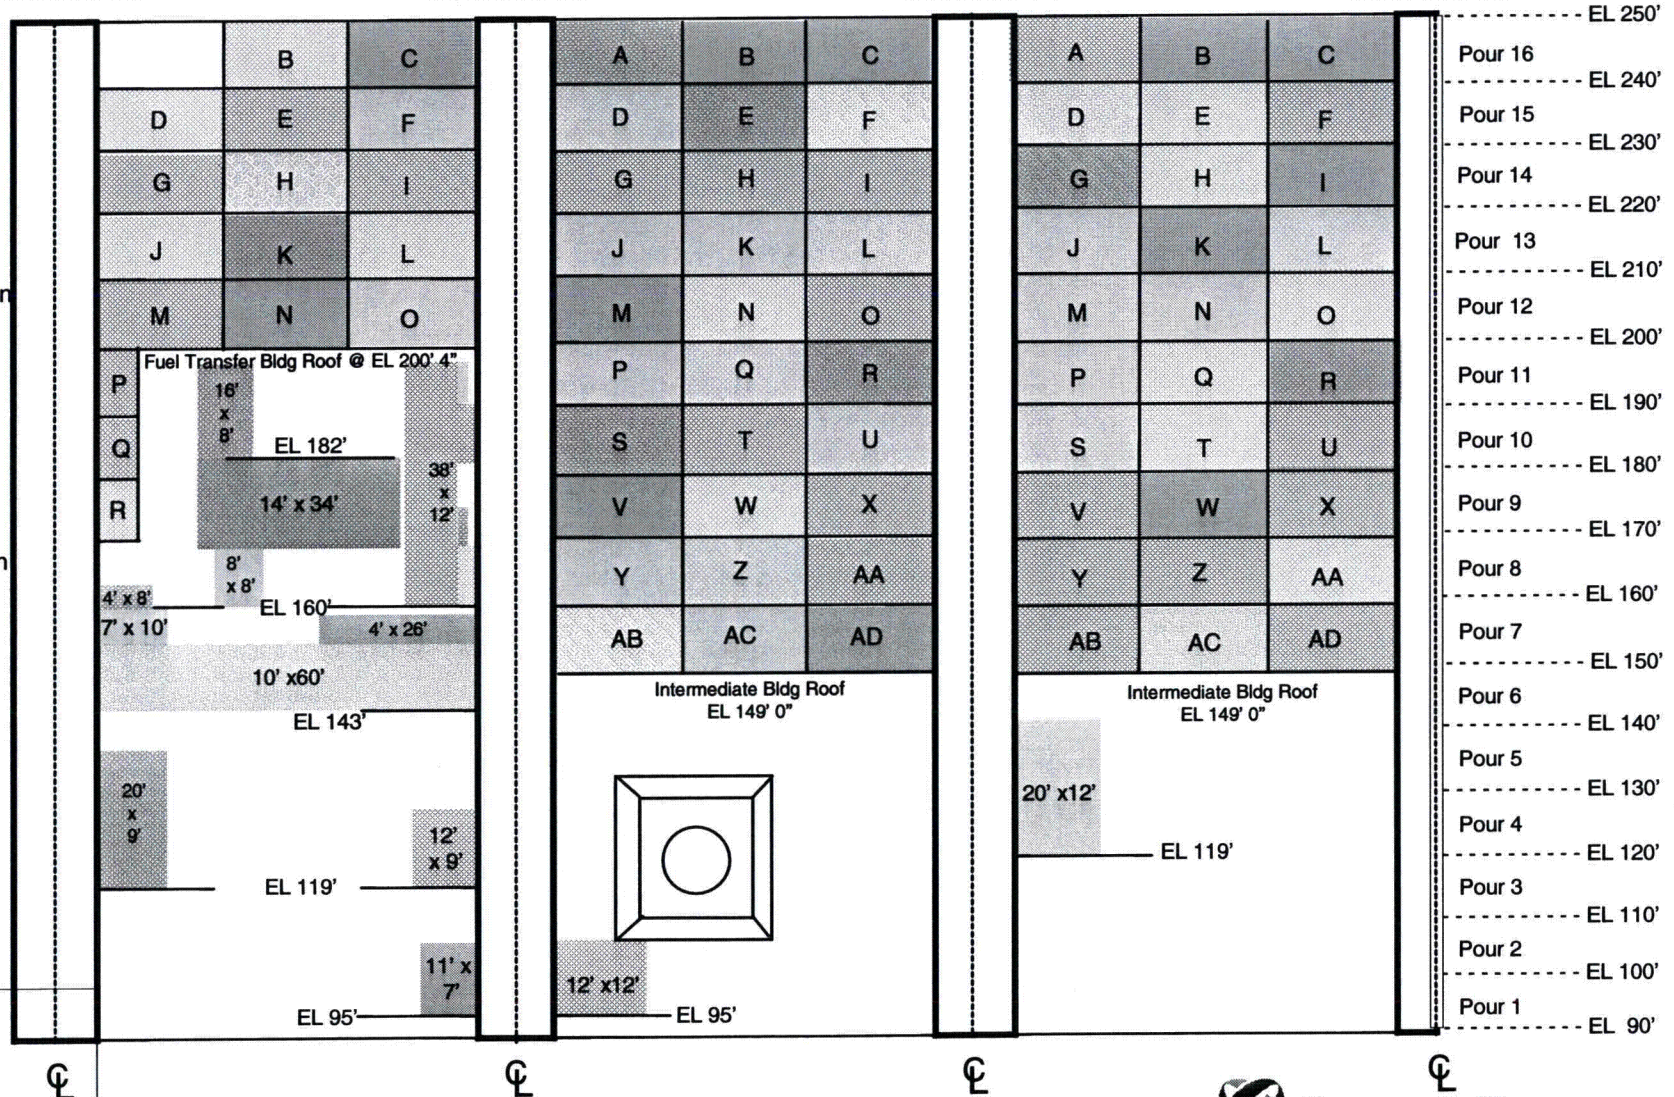 EL 250'
B C A B C A B C Pour 16
EL 240'
D E F D E F D E F Pour 15
EL 230'
G H I G H I G H I Pour 14
EL 220'
J K L J K L J K L Pour 13
EL 210'
M N O M N O M N O Pour 12
EL 200'
Fuel Transfer Bldg Roof @ EL 200' 4"
P P Q R P Q R Pour 11
16'
x
8'
EL 190'
Q S T U S T U Pour 10
EL 182'
EL 180'
38'
x
12'
14' x 34'
R V W X V W X Pour 9
EL 170'
8'
x 8'
Y Z AA Y Z AA Pour 8
4' x 8'
EL 160'
EL 160'
7' x 10'
4' x 26'
AB AC AD AB AC AD Pour 7
EL 150'
10' x60'
Intermediate Bldg Roof
EL 149' 0"
Intermediate Bldg Roof
EL 149' 0"
Pour 6
EL 143'
EL 140'
Pour 5
20'
x
9'
20' x12'
EL 130'
12'
x 9'
Pour 4
EL 119'
EL 120'
EL 119'
Pour 3
EL 110'
Pour 2
11' x
7'
12' x12'
EL 100'
EL 95'
EL 95'
Pour 1
EL 90'
CL CL CL CL